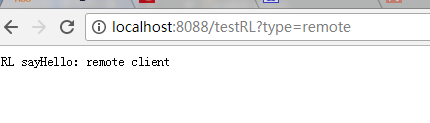 localhost:8088/testRL?type=remote
RL sayHello: remote client